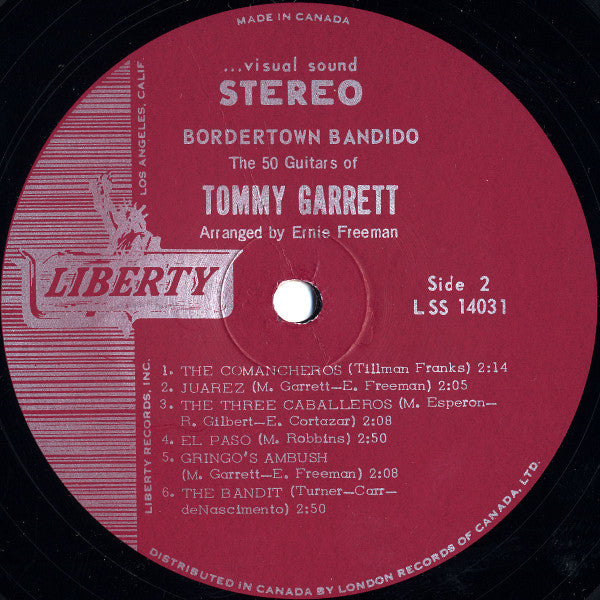 MADE IN CANADA
...visual sound
STEREO
BORDERTOWN BANDIDO
The 50 Guitars of
TOMMY GARRETT
Arranged by Ernie Freeman
LIBERTY
Side 2
LSS 14031
1. THE COMANCHEROS (Tillman Franks) 2:14
2. JUAREZ (M. Garrett—E. Freeman) 2:05
3. THE THREE CABALLEROS (M. Esperon—
R. Gilbert—E. Cortazar) 2:08
4. EL PASO (M. Robbins) 2:50
5. GRINGO'S AMBUSH
(M. Garrett—E. Freeman) 2:08
6. THE BANDIT (Turner—Carr—
deNascimento) 2:50
LIBERTY RECORDS, INC.
LOS ANGELES, CALIF.
DISTRIBUTED IN CANADA BY LONDON RECORDS OF CANADA, LTD.